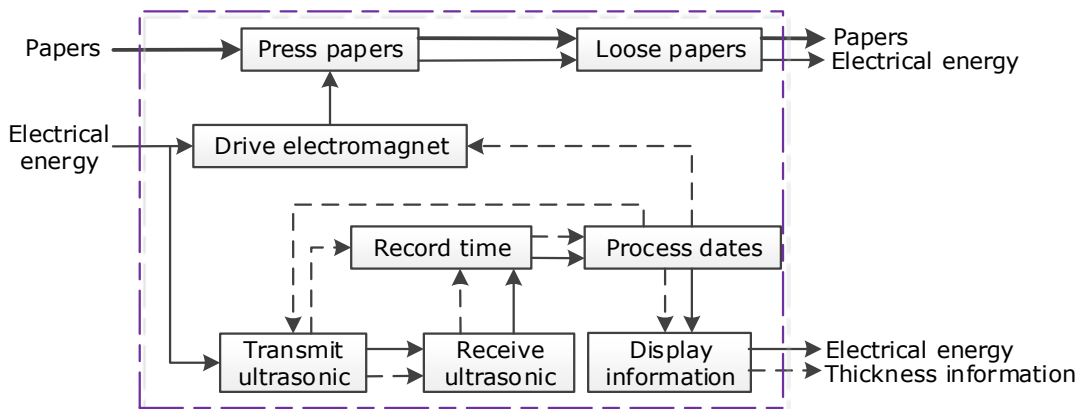 Papers
Press papers
Loose papers
Papers
Electrical energy
Electrical
energy
Drive electromagnet
Record time
Process dates
Transmit
ultrasonic
Receive
ultrasonic
Display
information
Electrical energy
Thickness information